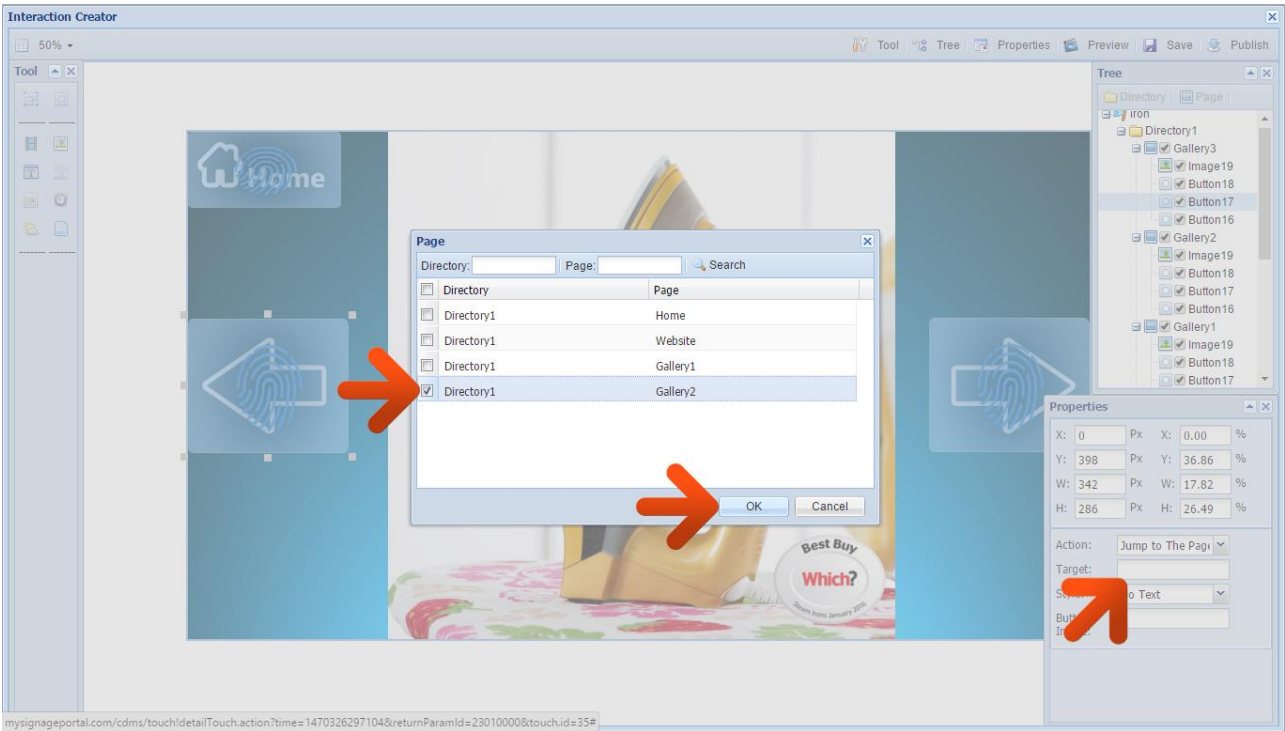 Interaction Creator
50% Tool Tree Properties Preview Save Publish
Tool
Tree
Directory Page
Iron
Directory1
Gallery3
Image19
Button18
Button17
Button16
Gallery2
Image19
Button18
Button17
Button16
Gallery1
Image19
Button18
Button17
Home
Page
Directory: Page: Search
Directory Page
Directory1 Home
Directory1 Website
Directory1 Gallery1
Directory1 Gallery2
OK Cancel
Best Buy
Which?
Steam Irons January 2016
Properties
X: 0 Px X: 0.00 %
Y: 398 Px Y: 36.86 %
W: 342 Px W: 17.82 %
H: 286 Px H: 26.49 %
Action: Jump to The Page
Target:
Text
mysignageportal.com/cdms/touch!detailTouch.action?time=1470326297104&returnParamId=23010000&touch.id=35#